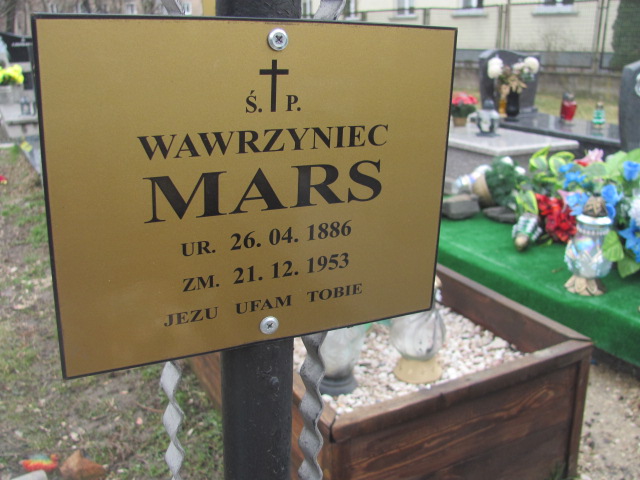 Ś. P.
WAWRZYNIEC
MARS
UR. 26. 04. 1886
ZM. 21. 12. 1953
JEZU UFAM TOBIE